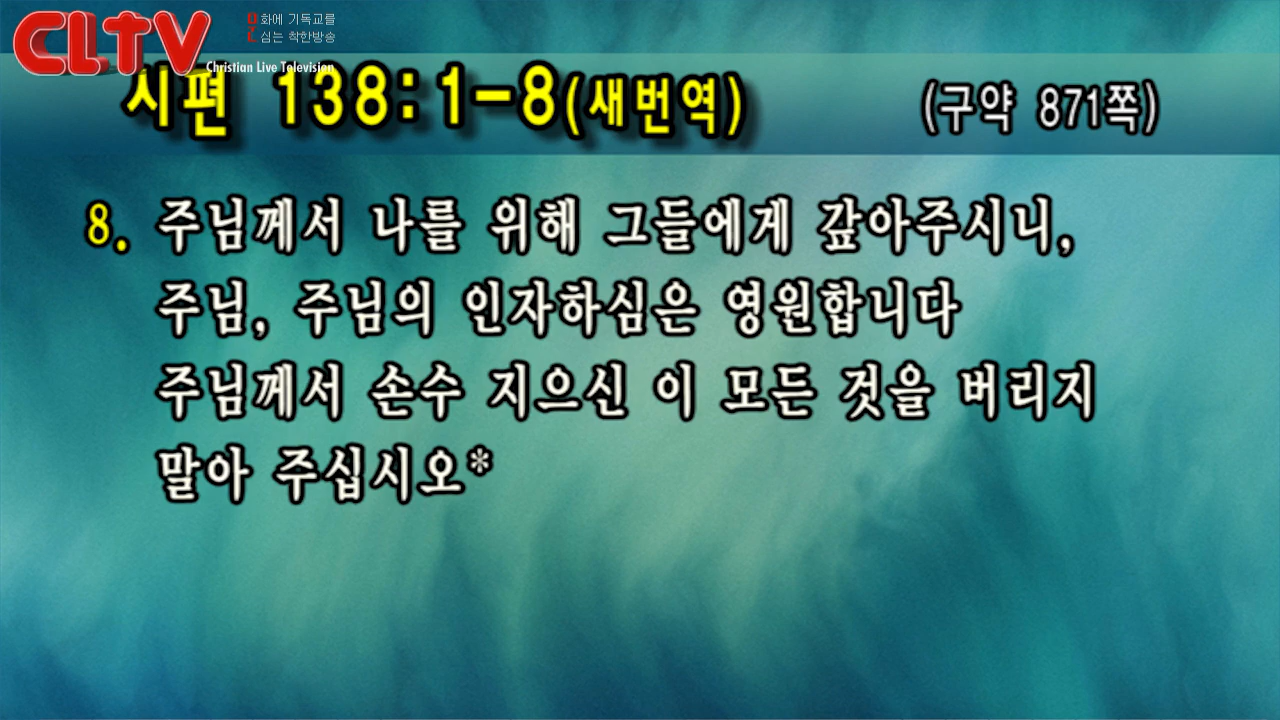 CLTV
문화에 기독교를
심는 착한방송
Christian Live Television
시편 138:1-8(새번역)
(구약 871쪽)
8. 주님께서 나를 위해 그들에게 갚아주시니,
주님, 주님의 인자하심은 영원합니다
주님께서 손수 지으신 이 모든 것을 버리지
말아 주십시오*